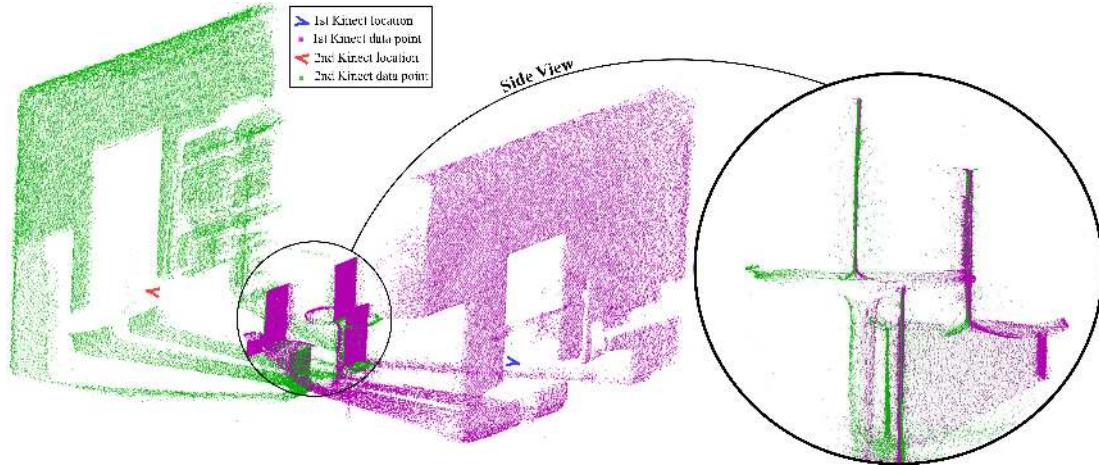 1st Kinect location
1st Kinect data point
2nd Kinect location
2nd Kinect data point
Side View